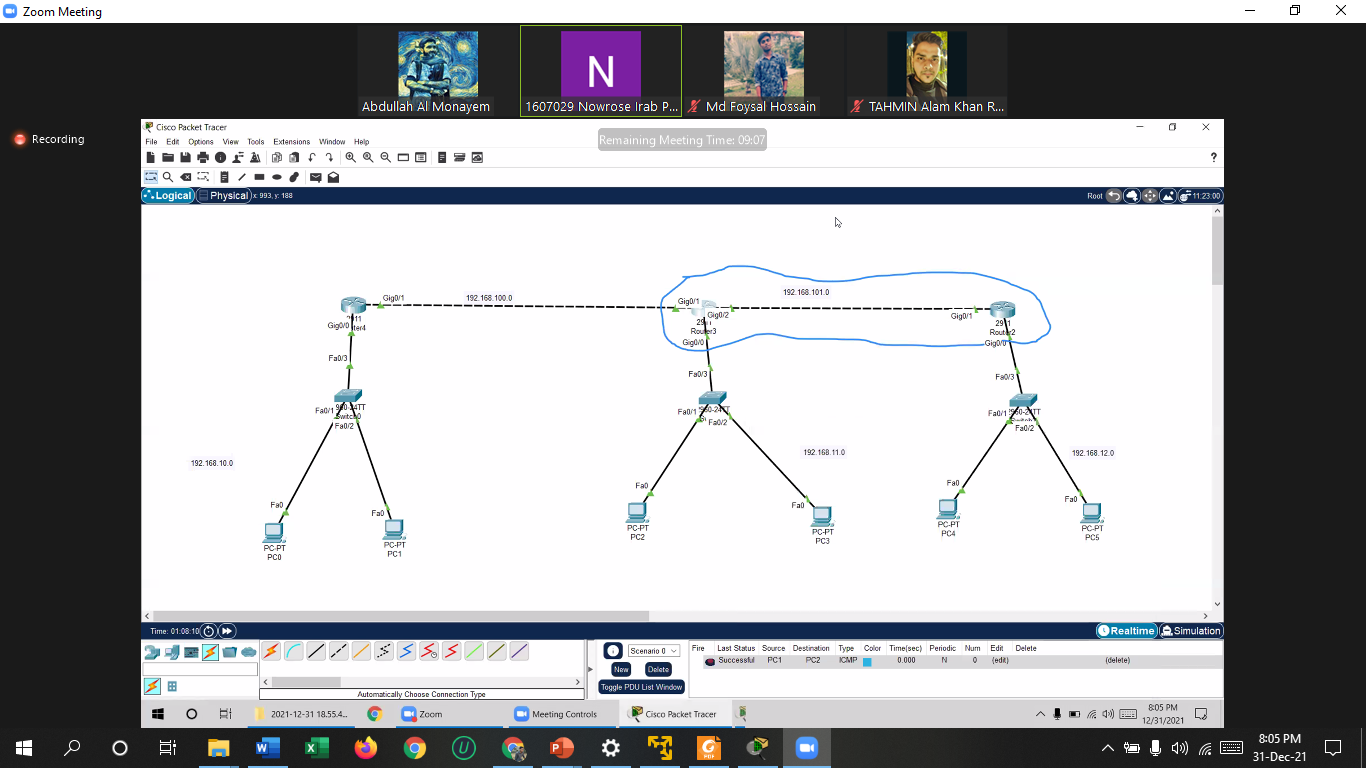 Zoom Meeting
Abdullah Al Monayem
1607029 Nowrose Irab P...
Md Foysal Hossain
TAHMIN Alam Khan R...
Recording
Cisco Packet Tracer
File Edit Options View Tools Extensions Window Help
Remaining Meeting Time: 09:07
?
Logical Physical x: 993, y: 188
Root 11:23:00
Gig0/1 192.168.100.0 Gig0/1 192.168.101.0
Gig0/2 Gig0/1
Gig0/0
Router3
2911
Router2
Gig0/0 Gig0/0
Fa0/3 Fa0/3 Fa0/3
Fa0/1 Fa0/1 Fa0/1
Switch0
Fa0/2 Fa0/2 Fa0/2
192.168.10.0 192.168.11.0 192.168.12.0
Fa0 Fa0 Fa0 Fa0 Fa0 Fa0
PC-PT
PC0
PC-PT
PC1
PC-PT
PC2
PC-PT
PC3
PC-PT
PC4
PC-PT
PC5
Time: 01:08:10
Realtime Simulation
Automatically Choose Connection Type
Scenario 0
New Delete
Toggle PDU List Window
Fire Last Status Source Destination Type Color Time(sec) Periodic Num Edit Delete
Successful PC1 PC2 ICMP 0.000 N 0 (edit) (delete)
2021-12-31 18.55.4...
Zoom
Meeting Controls
Cisco Packet Tracer
8:05 PM
12/31/2021
8:05 PM
31-Dec-21